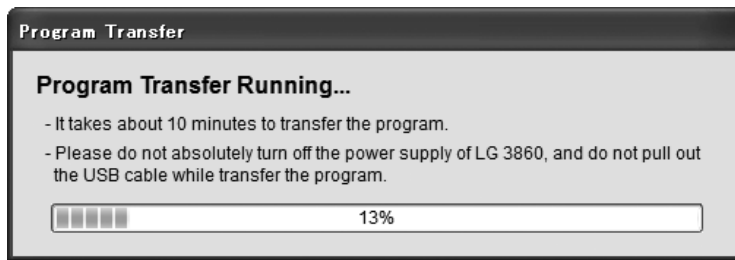 Program Transfer
Program Transfer Running...
- It takes about 10 minutes to transfer the program.
- Please do not absolutely turn off the power supply of LG 3860, and do not pull out
the USB cable while transfer the program.
13%